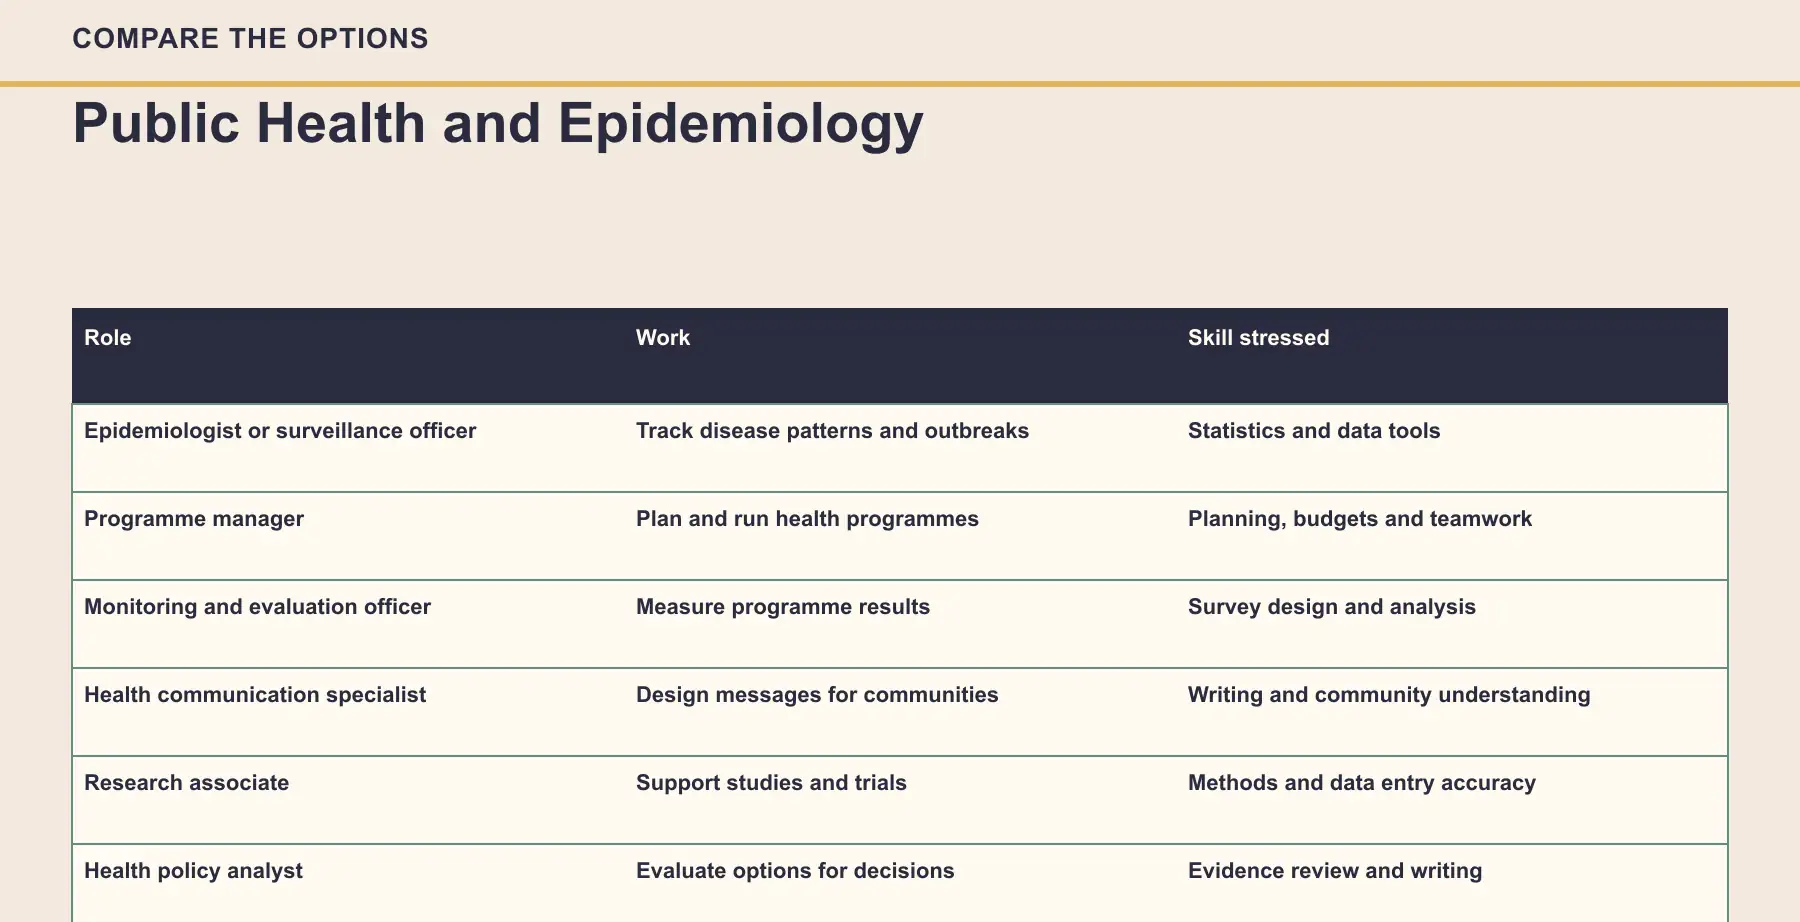 COMPARE THE OPTIONS
Public Health and Epidemiology
Role Work Skill stressed
Epidemiologist or surveillance officer Track disease patterns and outbreaks Statistics and data tools
Programme manager Plan and run health programmes Planning, budgets and teamwork
Monitoring and evaluation officer Measure programme results Survey design and analysis
Health communication specialist Design messages for communities Writing and community understanding
Research associate Support studies and trials Methods and data entry accuracy
Health policy analyst Evaluate options for decisions Evidence review and writing